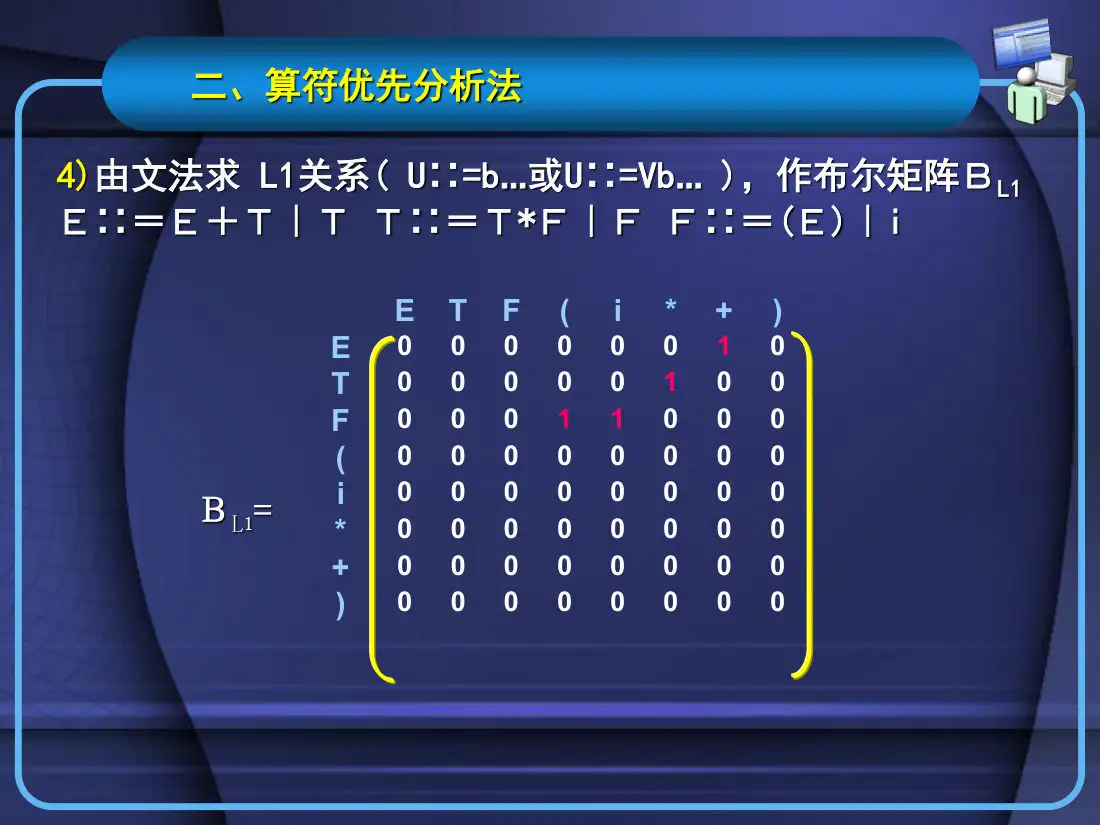 二、算符优先分析法
4)由文法求 L1关系( U∷=b…或U∷=Vb… ), 作布尔矩阵B L1
E∷=E+T|T T∷=T*F|F F∷=(E)|i
E T F ( i * + )
E 0 0 0 0 0 0 1 0
T 0 0 0 0 0 1 0 0
F 0 0 0 1 1 0 0 0
( 0 0 0 0 0 0 0 0
i 0 0 0 0 0 0 0 0
B L1=
* 0 0 0 0 0 0 0 0
+ 0 0 0 0 0 0 0 0
) 0 0 0 0 0 0 0 0